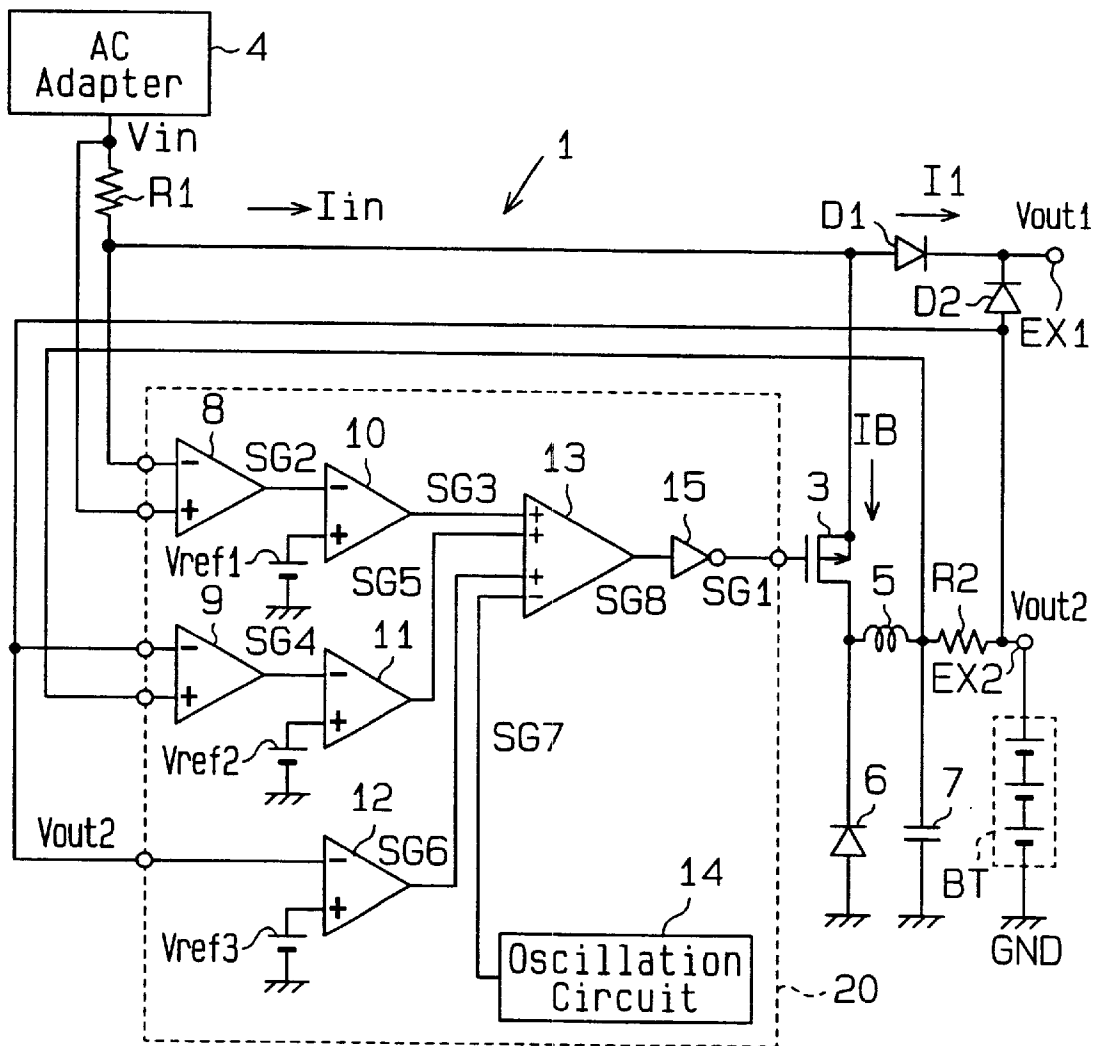 AC
Adapter
4
Vin
R1
Iin
1
D1
I1
Vout1
D2
EX1
8
SG2
10
SG3
13
15
IB
3
Vref1
SG5
SG8
SG1
5
R2
Vout2
EX2
9
SG4
11
Vref2
SG7
6
7
BT
GND
Vout2
12
SG6
Vref3
14
Oscillation
Circuit
20